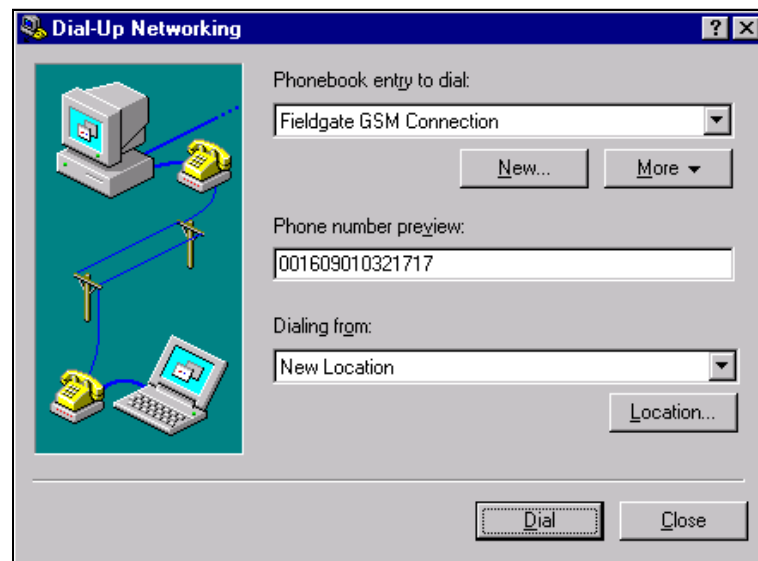 Dial-Up Networking
Phonebook entry to dial:
Fieldgate GSM Connection
New... More
Phone number preview:
001609010321717
Dialing from:
New Location
Location...
Dial Close